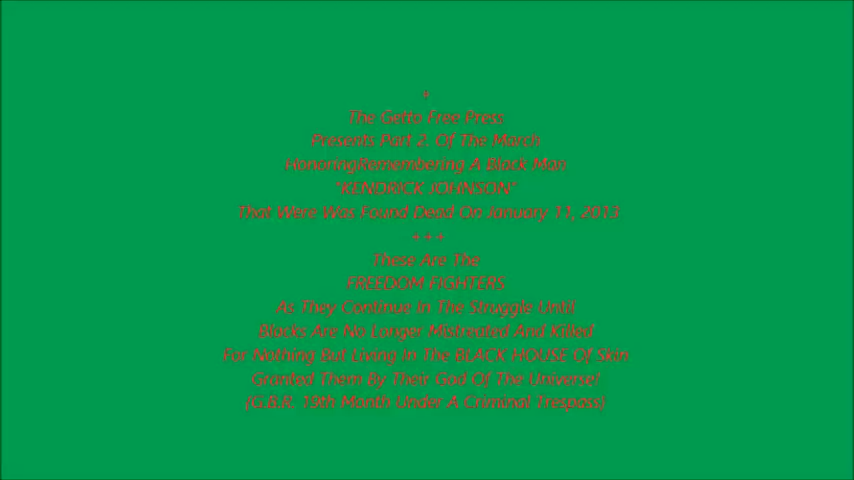 +
The Getto Free Press
Presents Part 2. Of The March
HonoringRemembering A Black Man
"KENDRICK JOHNSON"
That Were Was Found Dead On January 11, 2013
+++
These Are The
FREEDOM FIGHTERS
As They Continue In The Struggle Until
Blacks Are No Longer Mistreated And Killed
For Nothing But Living In The BLACK HOUSE Of Skin
Granted Them By Their God Of The Universe!
(G.B.R. 19th Month Under A Criminal Trespass)